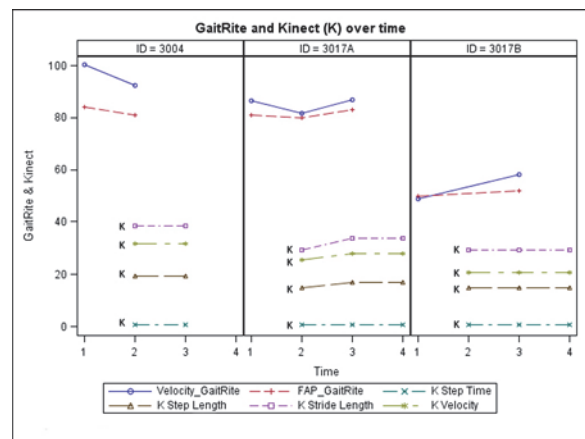 GaitRite and Kinect (K) over time
ID = 3004 ID = 3017A ID = 3017B
GaitRite & Kinect
100
80
60
40
20
0
K
K
K
K
K
K
K
K
K
K
K
K
1 2 3 4 1 2 3 4 1 2 3 4
Time
Velocity_GaitRite FAP_GaitRite K Step Time
K Step Length K Stride Length K Velocity